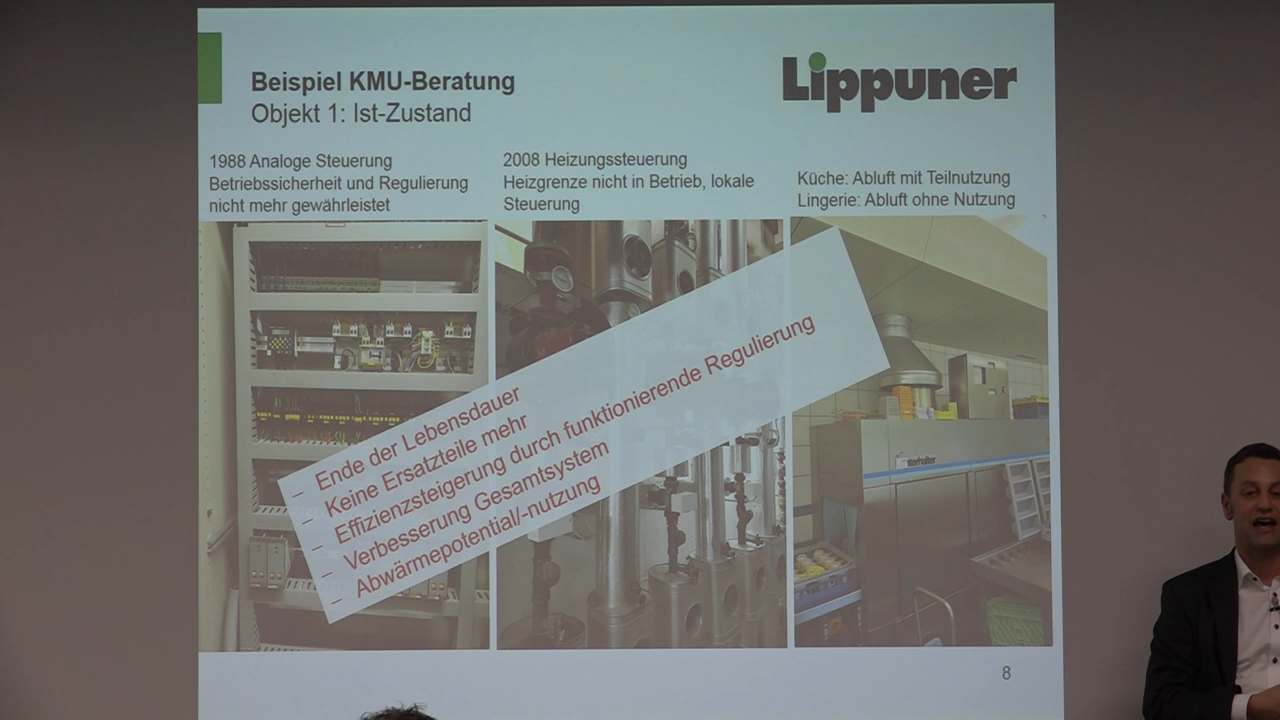 Beispiel KMU-Beratung
Objekt 1: Ist-Zustand
Lippuner
1988 Analoge Steuerung
Betriebssicherheit und Regulierung
nicht mehr gewährleistet
2008 Heizungssteuerung
Heizgrenze nicht in Betrieb, lokale
Steuerung
Küche: Abluft mit Teilnutzung
Lingerie: Abluft ohne Nutzung
– Ende der Lebensdauer
– Keine Ersatzteile mehr
– Effizienzsteigerung durch funktionierende Regulierung
– Verbesserung Gesamtsystem
– Abwärmepotential/-nutzung
8